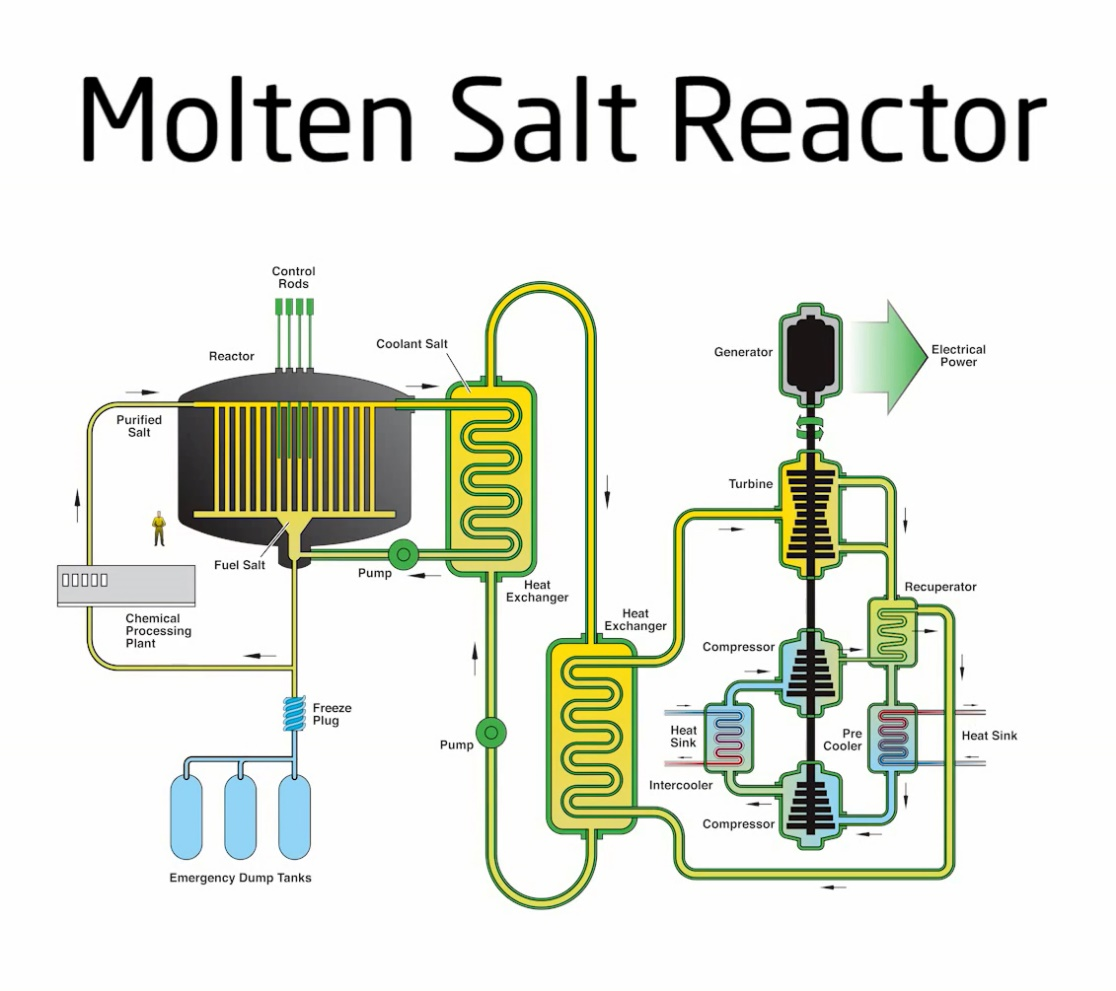 Molten Salt Reactor
Control
Rods
Reactor
Coolant Salt
Purified
Salt
Fuel Salt
Pump
Heat
Exchanger
Chemical
Processing
Plant
Freeze
Plug
Emergency Dump Tanks
Pump
Heat
Exchanger
Generator
Electrical
Power
Turbine
Recuperator
Compressor
Heat
Sink
Pre
Cooler
Heat Sink
Intercooler
Compressor